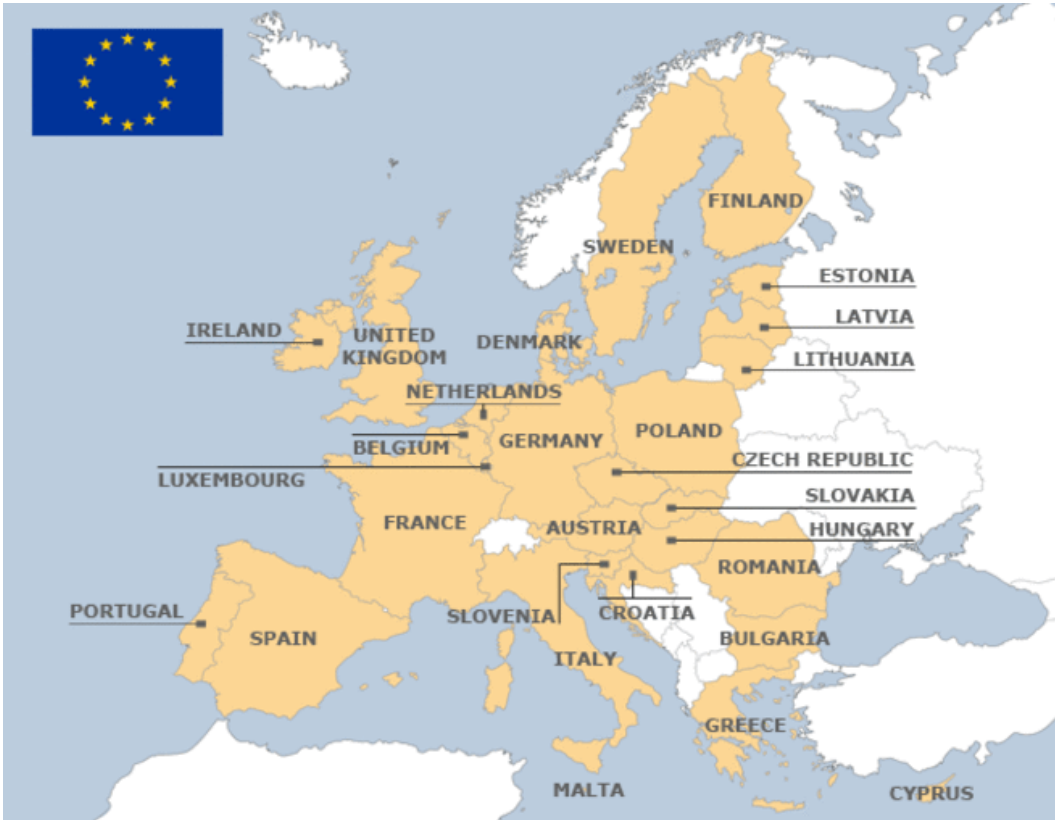 FINLAND
SWEDEN
ESTONIA
LATVIA
IRELAND
UNITED
KINGDOM
DENMARK
LITHUANIA
NETHERLANDS
BELGIUM
GERMANY
POLAND
CZECH REPUBLIC
LUXEMBOURG
SLOVAKIA
FRANCE
AUSTRIA
HUNGARY
ROMANIA
PORTUGAL
SLOVENIA
CROATIA
SPAIN
BULGARIA
ITALY
GREECE
MALTA
CYPRUS